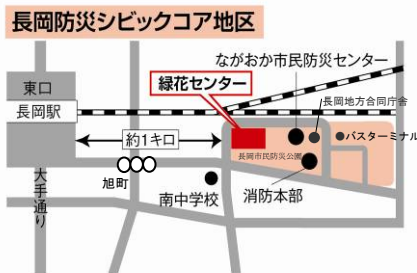 長岡防災シビックコア地区
ながおか市民防災センター
東口
緑花センター
長岡地方合同庁舎
長岡駅
バスターミナル
約1キロ
長岡市民防災公園
旭町
大手通り
南中学校
消防本部